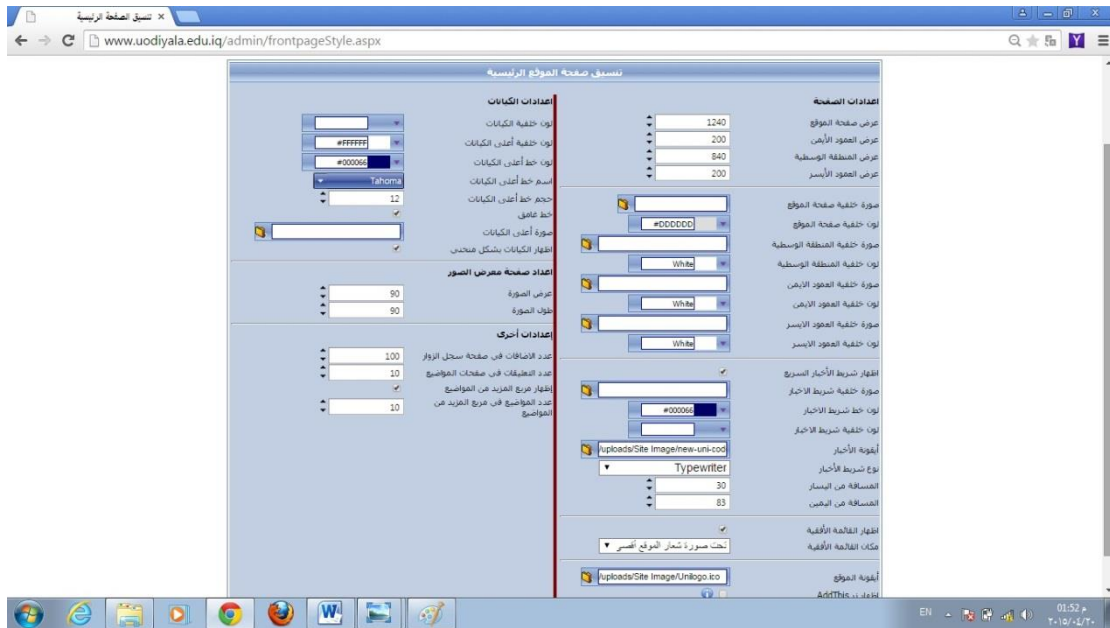 تنسيق الصفحة الرئيسية
www.uodiyala.edu.iq/admin/frontpageStyle.aspx
تنسيق صفحة الموقع الرئيسية
اعدادات الصفحة
عرض صفحة الموقع 1240
عرض العمود الأيمن 200
عرض المنطقة الوسطية 840
عرض العمود الأيسر 200
صورة خلفية صفحة الموقع
لون خلفية صفحة الموقع #DDDDDD
صورة خلفية المنطقة الوسطية
لون خلفية المنطقة الوسطية White
صورة خلفية العمود الايمن
لون خلفية العمود الايمن White
صورة خلفية العمود الايسر
لون خلفية العمود الايسر White
اظهار شريط الأخبار السريع
صورة خلفية شريط الاخبار
لون خط شريط الاخبار #000066
لون خلفية شريط الاخبار
أيقونة الأخبار /uploads/Site Image/new-uni-cod
نوع شريط الأخبار Typewriter
المسافة من اليسار 30
المسافة من اليمين 83
اظهار القائمة الأفقية
مكان القائمة الأفقية تحت صورة شعار الموقع أقصى
أيقونة الموقع /uploads/Site Image/Unilogo.ico
اظهار زر AddThis
اعدادات الكيانات
لون خلفية الكيانات
لون خلفية أعلى الكيانات #FFFFFF
لون خط أعلى الكيانات #000066
اسم خط أعلى الكيانات Tahoma
حجم خط أعلى الكيانات 12
خط غامق
صورة أعلى الكيانات
اظهار الكيانات بشكل منحني
اعداد صفحة معرض الصور
عرض الصورة 90
طول الصورة 90
إعدادات أخرى
عدد الاضافات في صفحة سجل الزوار 100
عدد التعليقات في صفحات المواضيع 10
إظهار مربع المزيد من المواضيع
عدد المواضيع في مربع المزيد من
المواضيع 10
EN
01:52 م
٢٠١٥/٠٤/٢٠